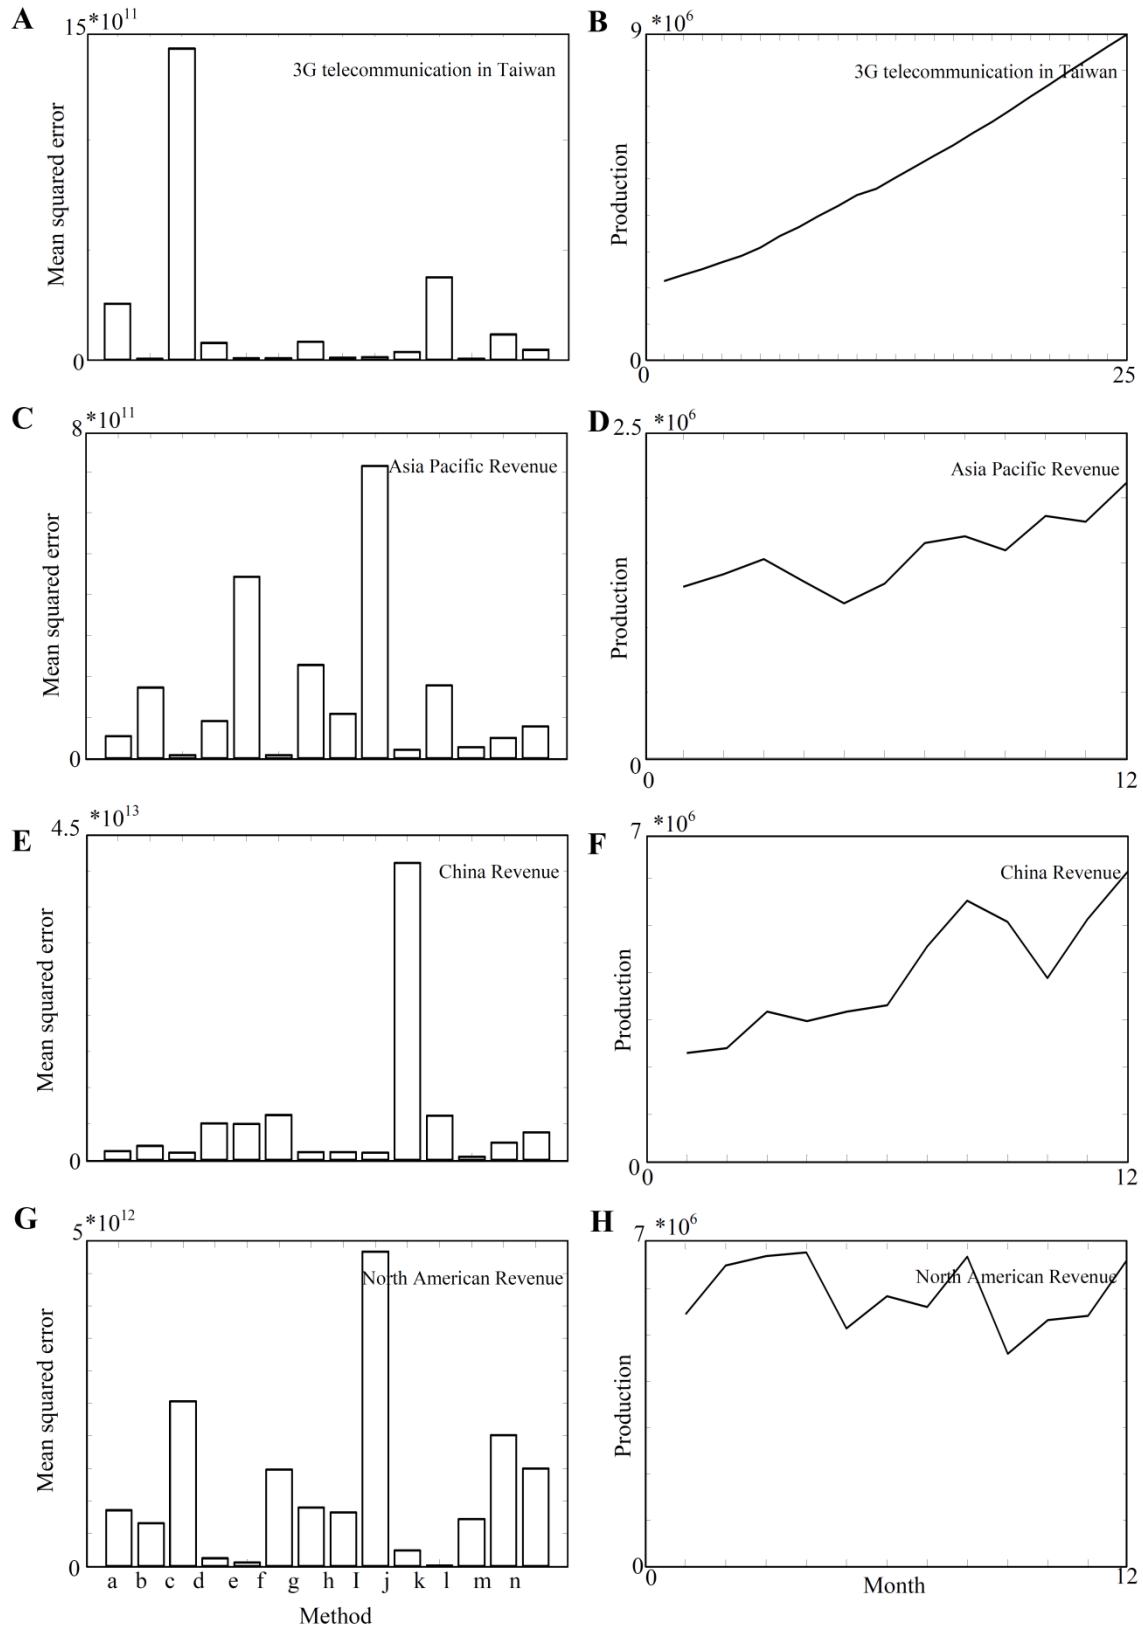 A
15 *10^11
3G telecommunication in Taiwan
Mean squared error
0
B
9 *10^6
3G telecommunication in Taiwan
Production
0
0 25
C
8 *10^11
Asia Pacific Revenue
Mean squared error
0
D
2.5 *10^6
Asia Pacific Revenue
Production
0
0 12
E
4.5 *10^13
China Revenue
Mean squared error
0
F
7 *10^6
China Revenue
Production
0
0 12
G
5 *10^12
North American Revenue
Mean squared error
0
a b c d e f g h I j k l m n
Method
H
7 *10^6
North American Revenue
Production
0
0 12
Month